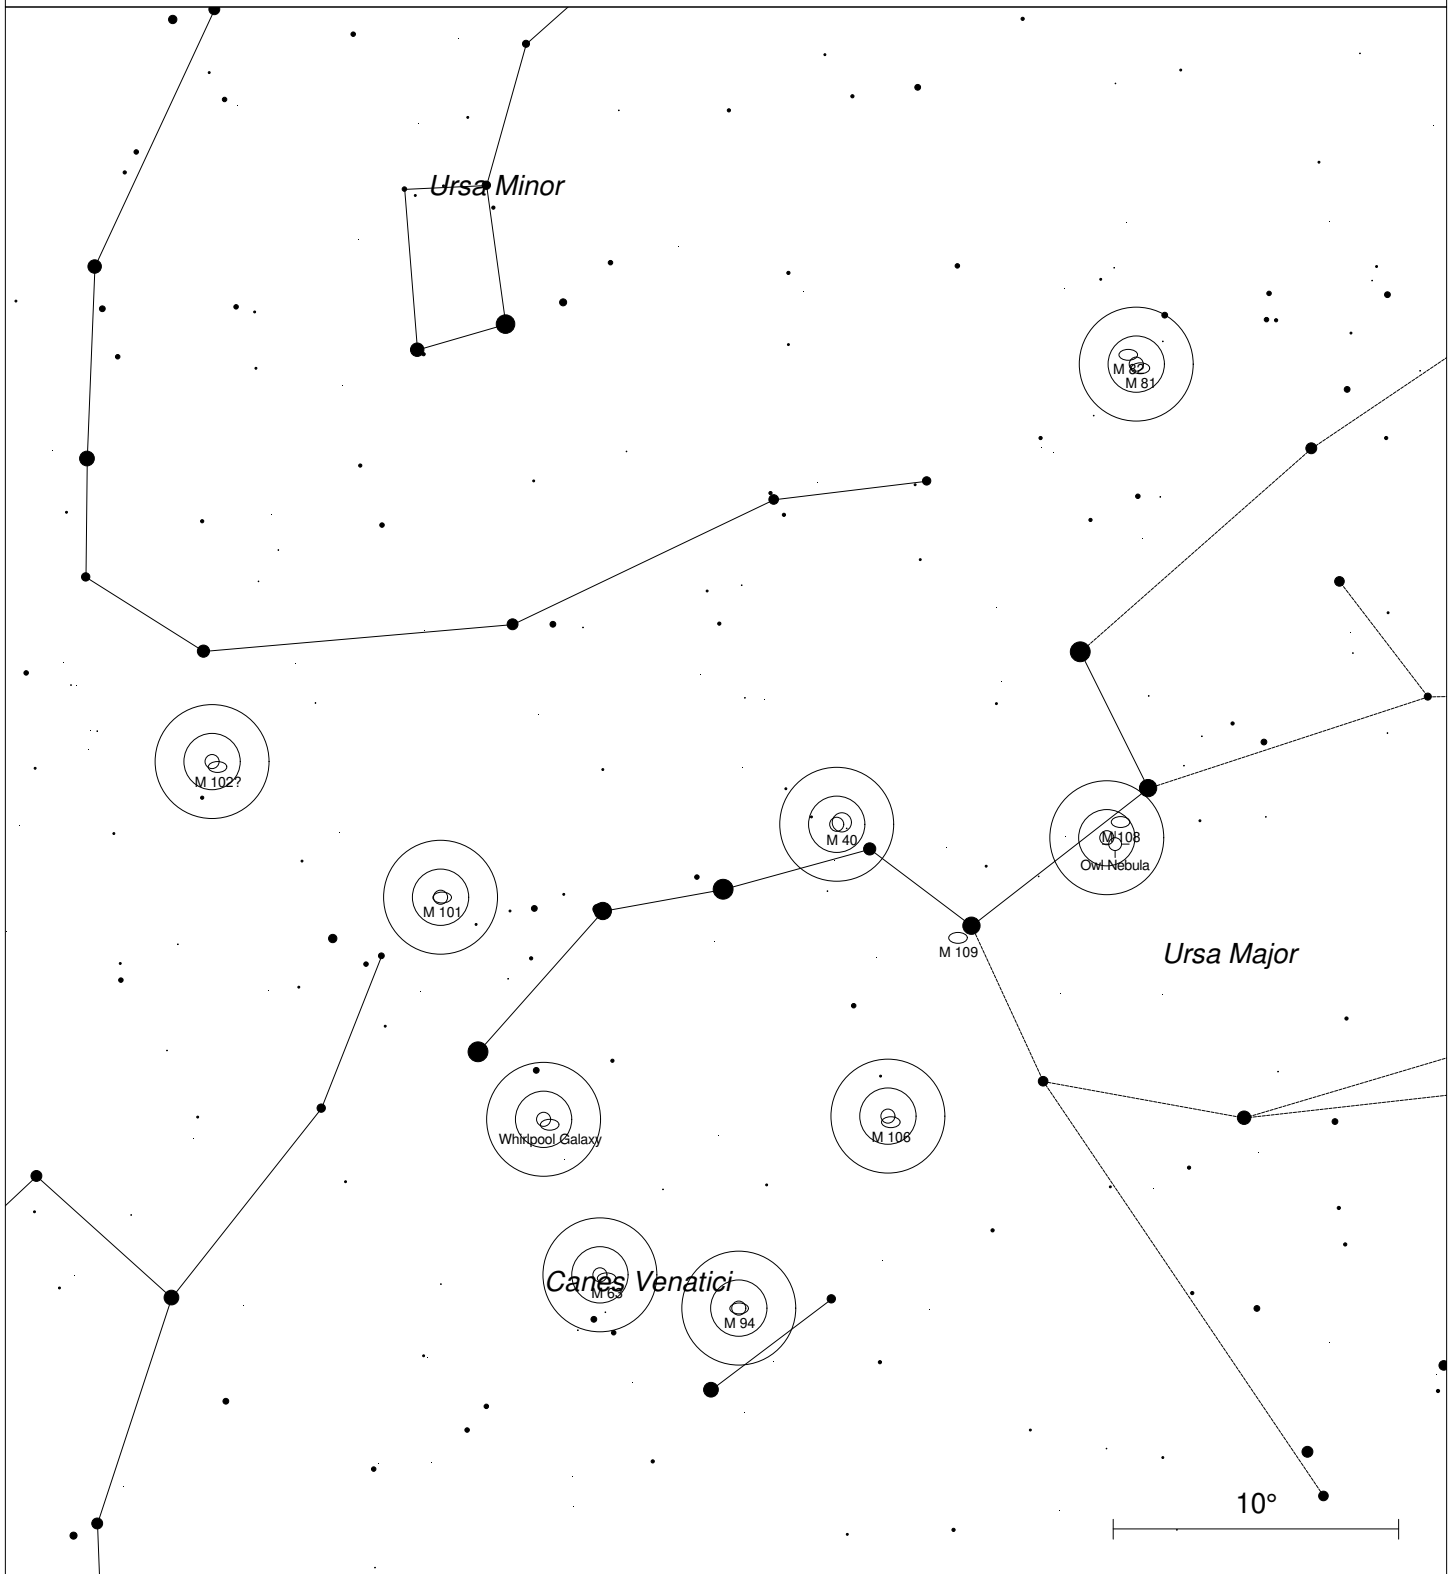 Ursa Minor
M 82
M 81
M 102?
M 40
M 108
Owl Nebula
M 101
M 109
Ursa Major
Whirlpool Galaxy
M 106
Canes Venatici
M 63
M 94
10°